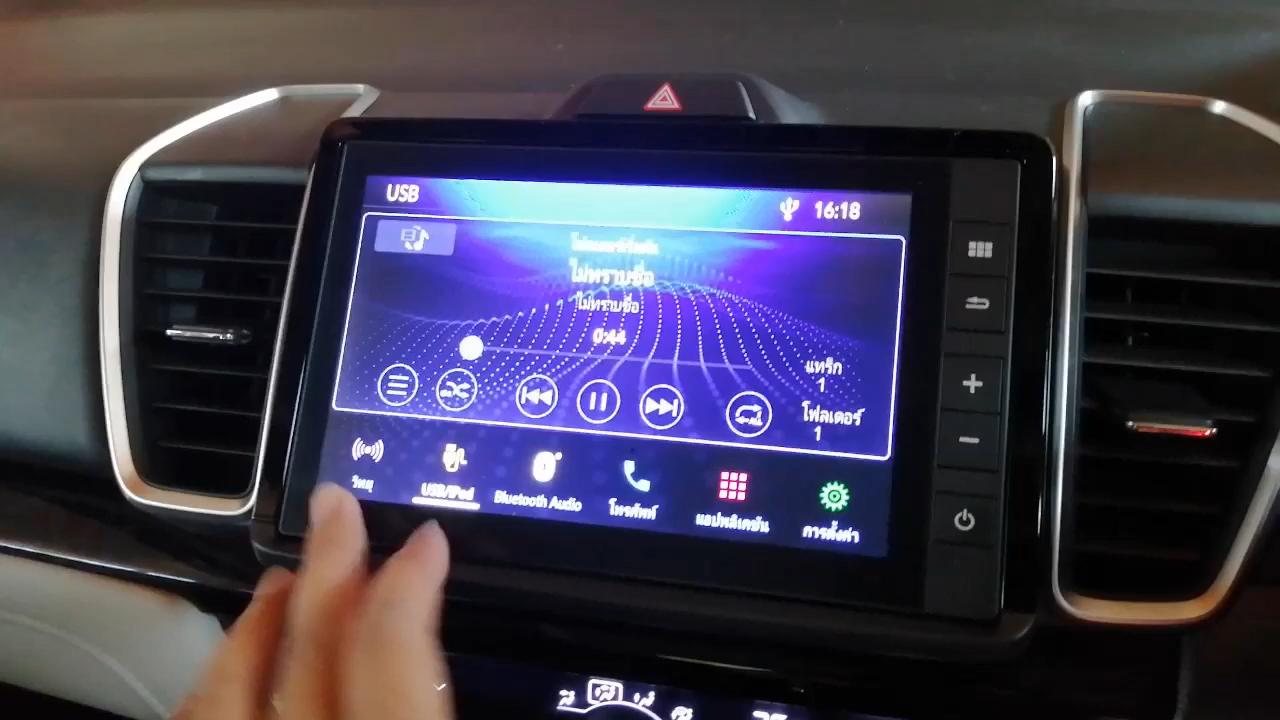 USB
16:18
ไม่ทราบชื่อ
ไม่ทราบชื่อ
0:44
แทร็ก
1
โฟลเดอร์
1
ALL
วิทยุ
USB/iPod
Bluetooth Audio
โทรศัพท์
แอปพลิเคชัน
การตั้งค่า